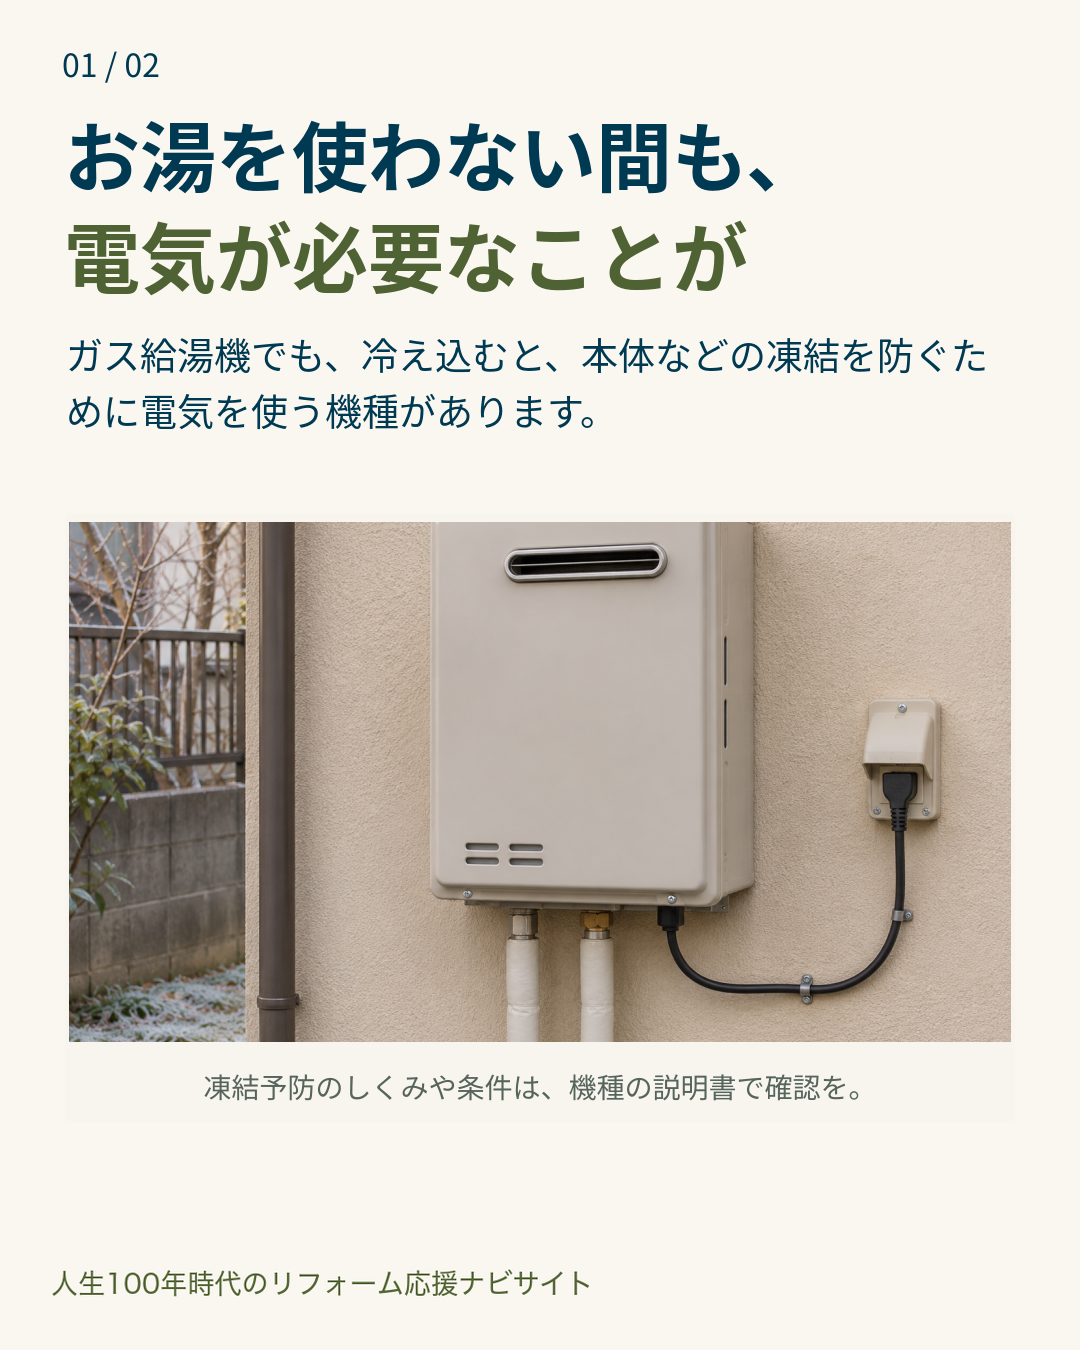 01 / 02
お湯を使わない間も、
電気が必要なことが
ガス給湯機でも、冷え込むと、本体などの凍結を防ぐた
めに電気を使う機種があります。
凍結予防のしくみや条件は、機種の説明書で確認を。
人生100年時代のリフォーム応援ナビサイト